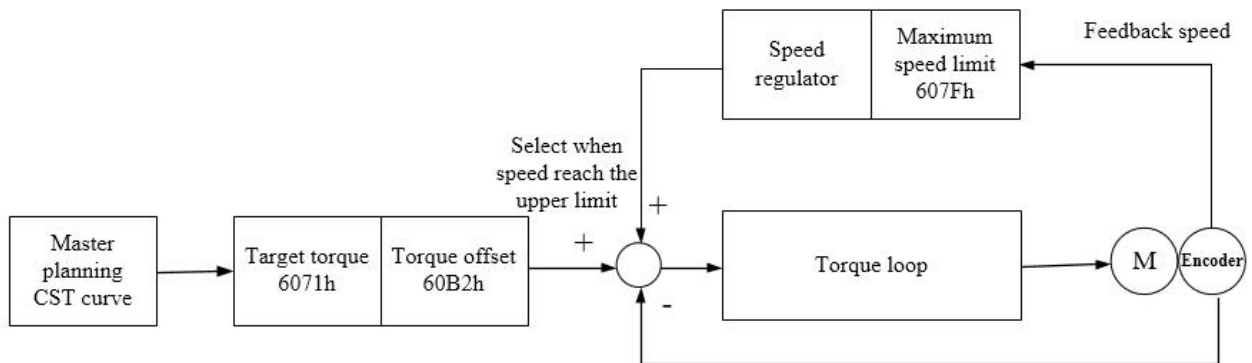 Master
planning
CST curve
Target torque
6071h
Torque offset
60B2h
Select when
speed reach the
upper limit
+
+
-
Speed
regulator
Maximum
speed limit
607Fh
Feedback speed
Torque loop
M
Encoder